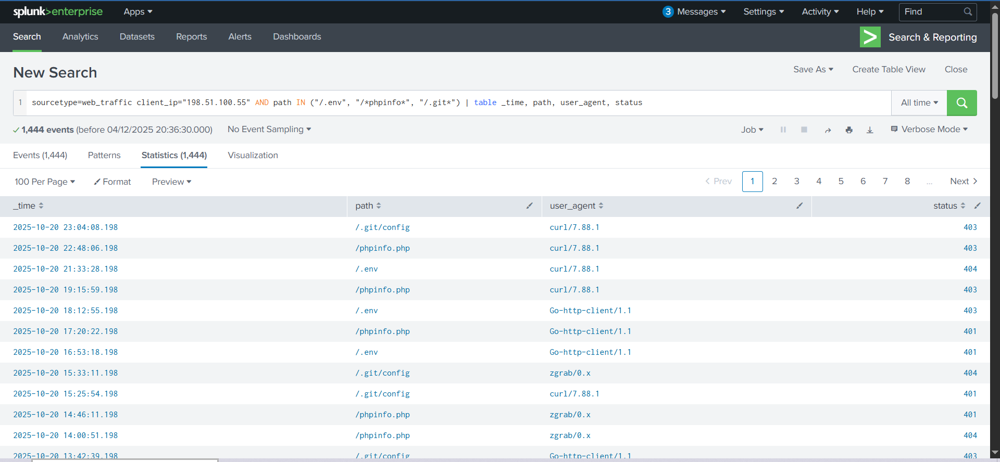 splunk>enterprise Apps 3 Messages Settings Activity Help Find
Search Analytics Datasets Reports Alerts Dashboards Search & Reporting
New Search Save As Create Table View Close
1 sourcetype=web_traffic client_ip="198.51.100.55" AND path IN ("/.env", "/*phpinfo*", "/.git*") | table _time, path, user_agent, status All time
1,444 events (before 04/12/2025 20:36:30.000) No Event Sampling Job Verbose Mode
Events (1,444) Patterns Statistics (1,444) Visualization
100 Per Page Format Preview Prev 1 2 3 4 5 6 7 8 ... Next
_time path user_agent status
2025-10-20 23:04:08.198 /.git/config curl/7.88.1 403
2025-10-20 22:48:06.198 /phpinfo.php curl/7.88.1 403
2025-10-20 21:33:28.198 /.env curl/7.88.1 404
2025-10-20 19:15:59.198 /phpinfo.php curl/7.88.1 403
2025-10-20 18:12:55.198 /.env Go-http-client/1.1 403
2025-10-20 17:20:22.198 /phpinfo.php Go-http-client/1.1 401
2025-10-20 16:53:18.198 /.env Go-http-client/1.1 401
2025-10-20 15:33:11.198 /.git/config zgrab/0.x 404
2025-10-20 15:25:54.198 /.git/config curl/7.88.1 401
2025-10-20 14:46:11.198 /phpinfo.php zgrab/0.x 401
2025-10-20 14:00:51.198 /phpinfo.php zgrab/0.x 404
2025-10-20 13:42:39.198 /.git/config Go-http-client/1.1 403